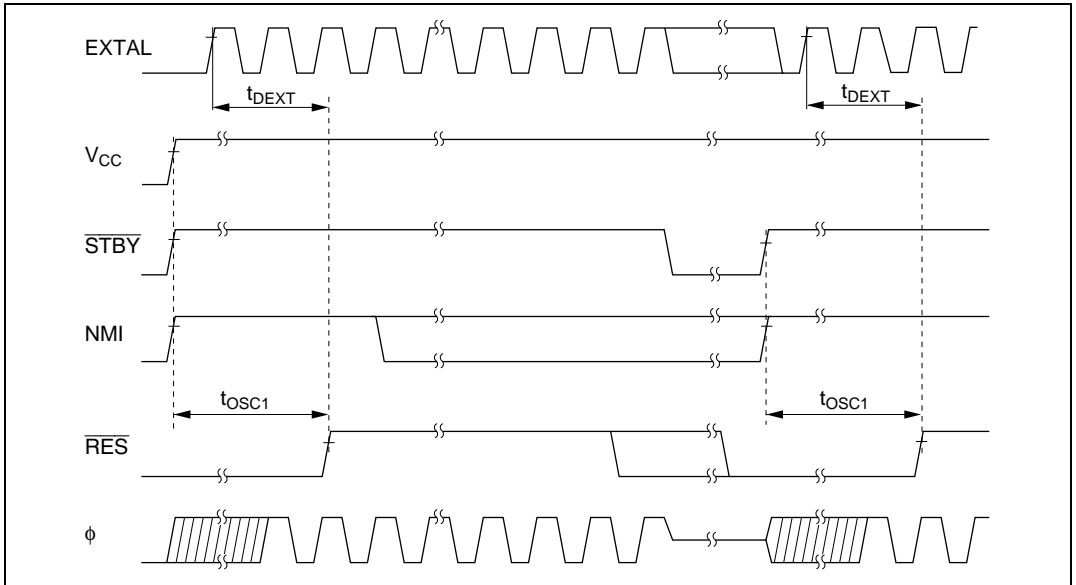 EXTAL
tDEXT tDEXT
VCC
STBY
NMI
tOSC1 tOSC1
RES
ϕ